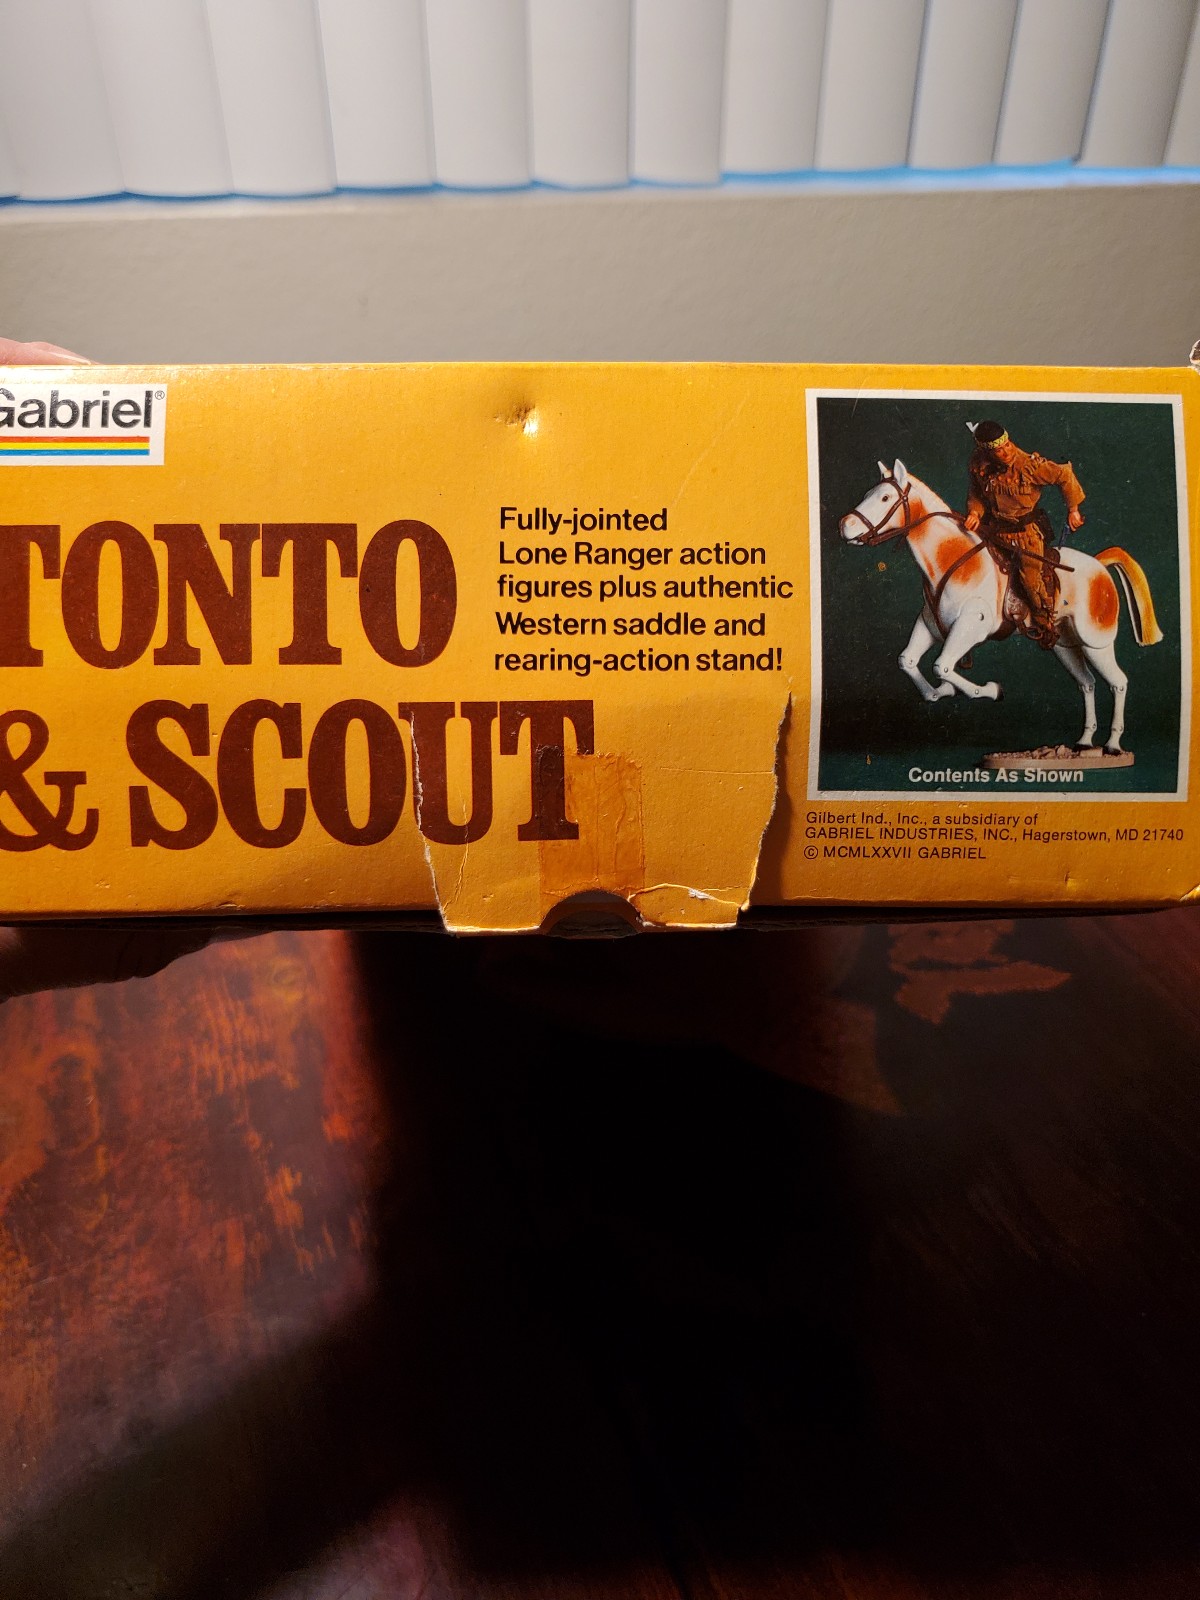 Gabriel®
TONTO
& SCOUT
Fully-jointed
Lone Ranger action
figures plus authentic
Western saddle and
rearing-action stand!
Contents As Shown
Gilbert Ind., Inc., a subsidiary of
GABRIEL INDUSTRIES, INC., Hagerstown, MD 21740
© MCMLXXVII GABRIEL